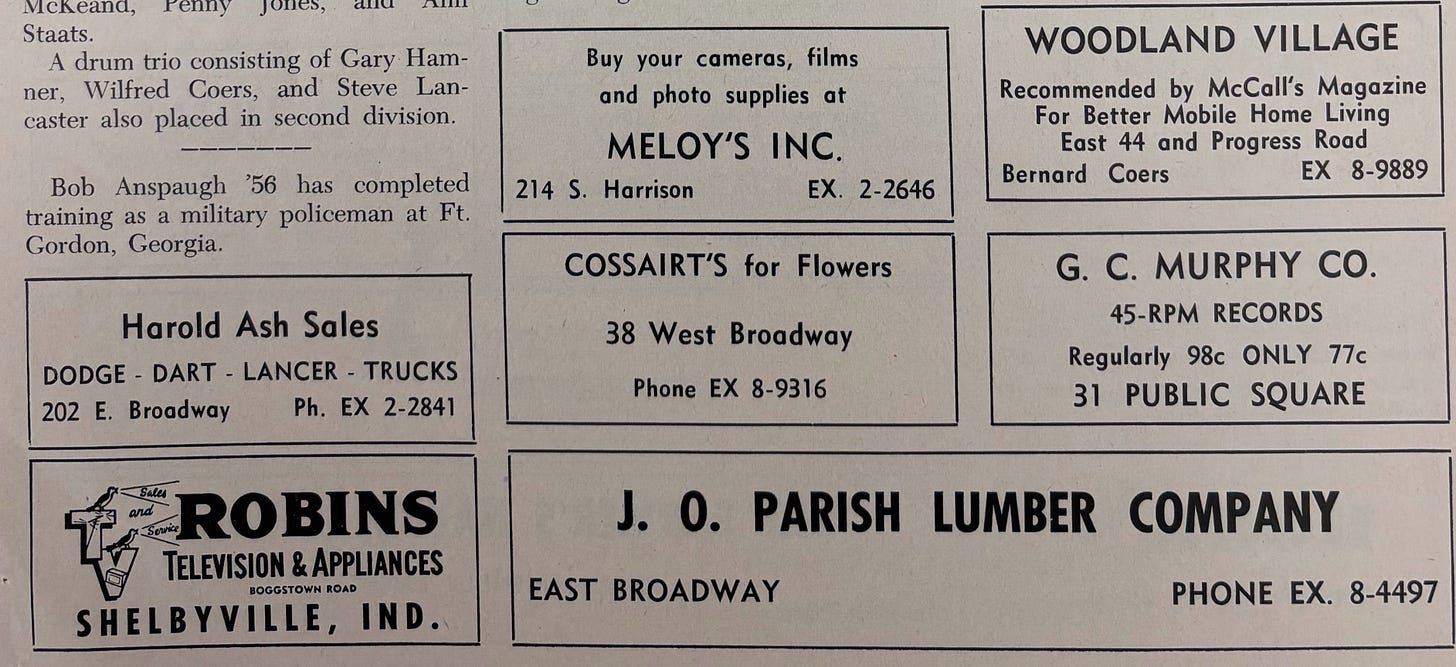 McKeand, Penny Jones, and Ann
Staats.
A drum trio consisting of Gary Ham-
ner, Wilfred Coers, and Steve Lan-
caster also placed in second division.
Bob Anspaugh '56 has completed
training as a military policeman at Ft.
Gordon, Georgia.
Harold Ash Sales
DODGE - DART - LANCER - TRUCKS
202 E. Broadway Ph. EX 2-2841
Sales
and
Service
TV
ROBINS
TELEVISION & APPLIANCES
BOGGSTOWN ROAD
SHELBYVILLE, IND.
Buy your cameras, films
and photo supplies at
MELOY'S INC.
214 S. Harrison EX. 2-2646
COSSAIRT'S for Flowers
38 West Broadway
Phone EX 8-9316
WOODLAND VILLAGE
Recommended by McCall's Magazine
For Better Mobile Home Living
East 44 and Progress Road
Bernard Coers EX 8-9889
G. C. MURPHY CO.
45-RPM RECORDS
Regularly 98c ONLY 77c
31 PUBLIC SQUARE
J. O. PARISH LUMBER COMPANY
EAST BROADWAY PHONE EX. 8-4497